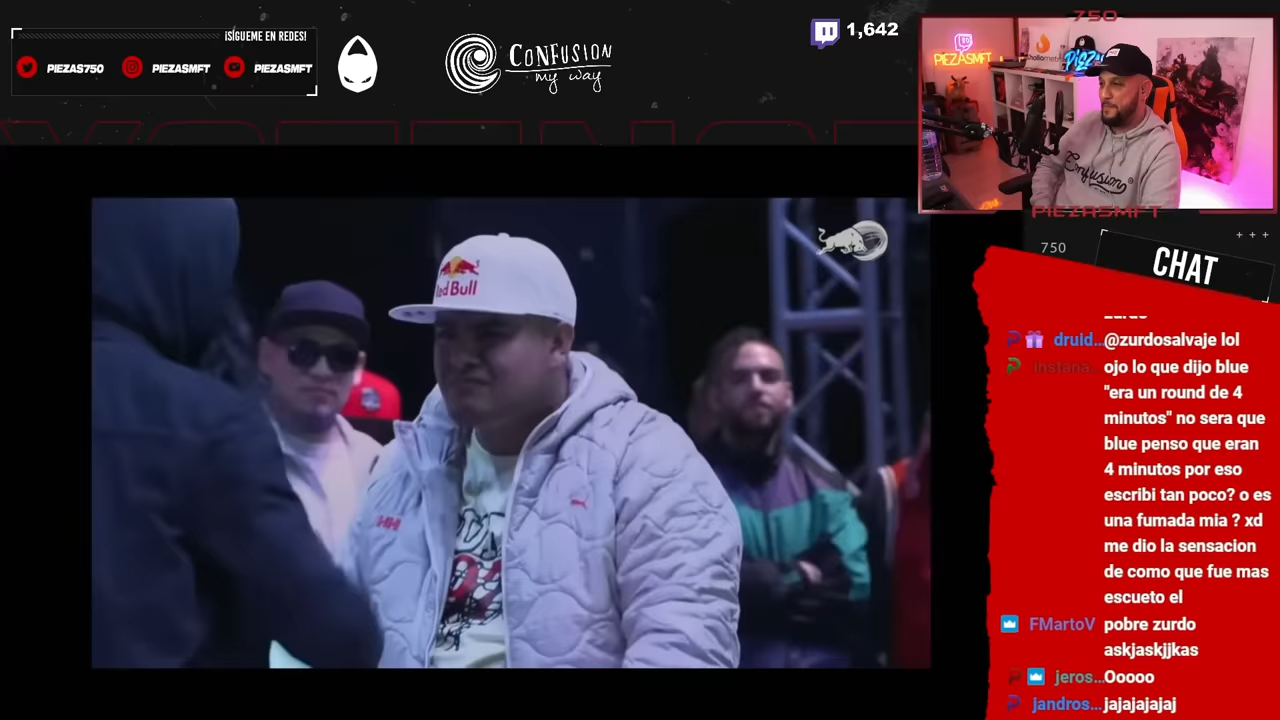 ¡SÍGUEME EN REDES!
PIEZAS750
PIEZASMFT
PIEZASMFT
CONFUSION
my way
1,642
750
PIEZASMFT
Confusion
PIEZASMFT
750
CHAT
Red Bull
zurdo
druid... @zurdosalvaje lol
ojo lo que dijo blue
"era un round de 4
minutos" no sera que
blue penso que eran
4 minutos por eso
escribi tan poco? o es
una fumada mia ? xd
me dio la sensacion
de como que fue mas
escueto el
FMartoV pobre zurdo
askjaskjjkas
jeros... Ooooo
jandros... jajajajajaj